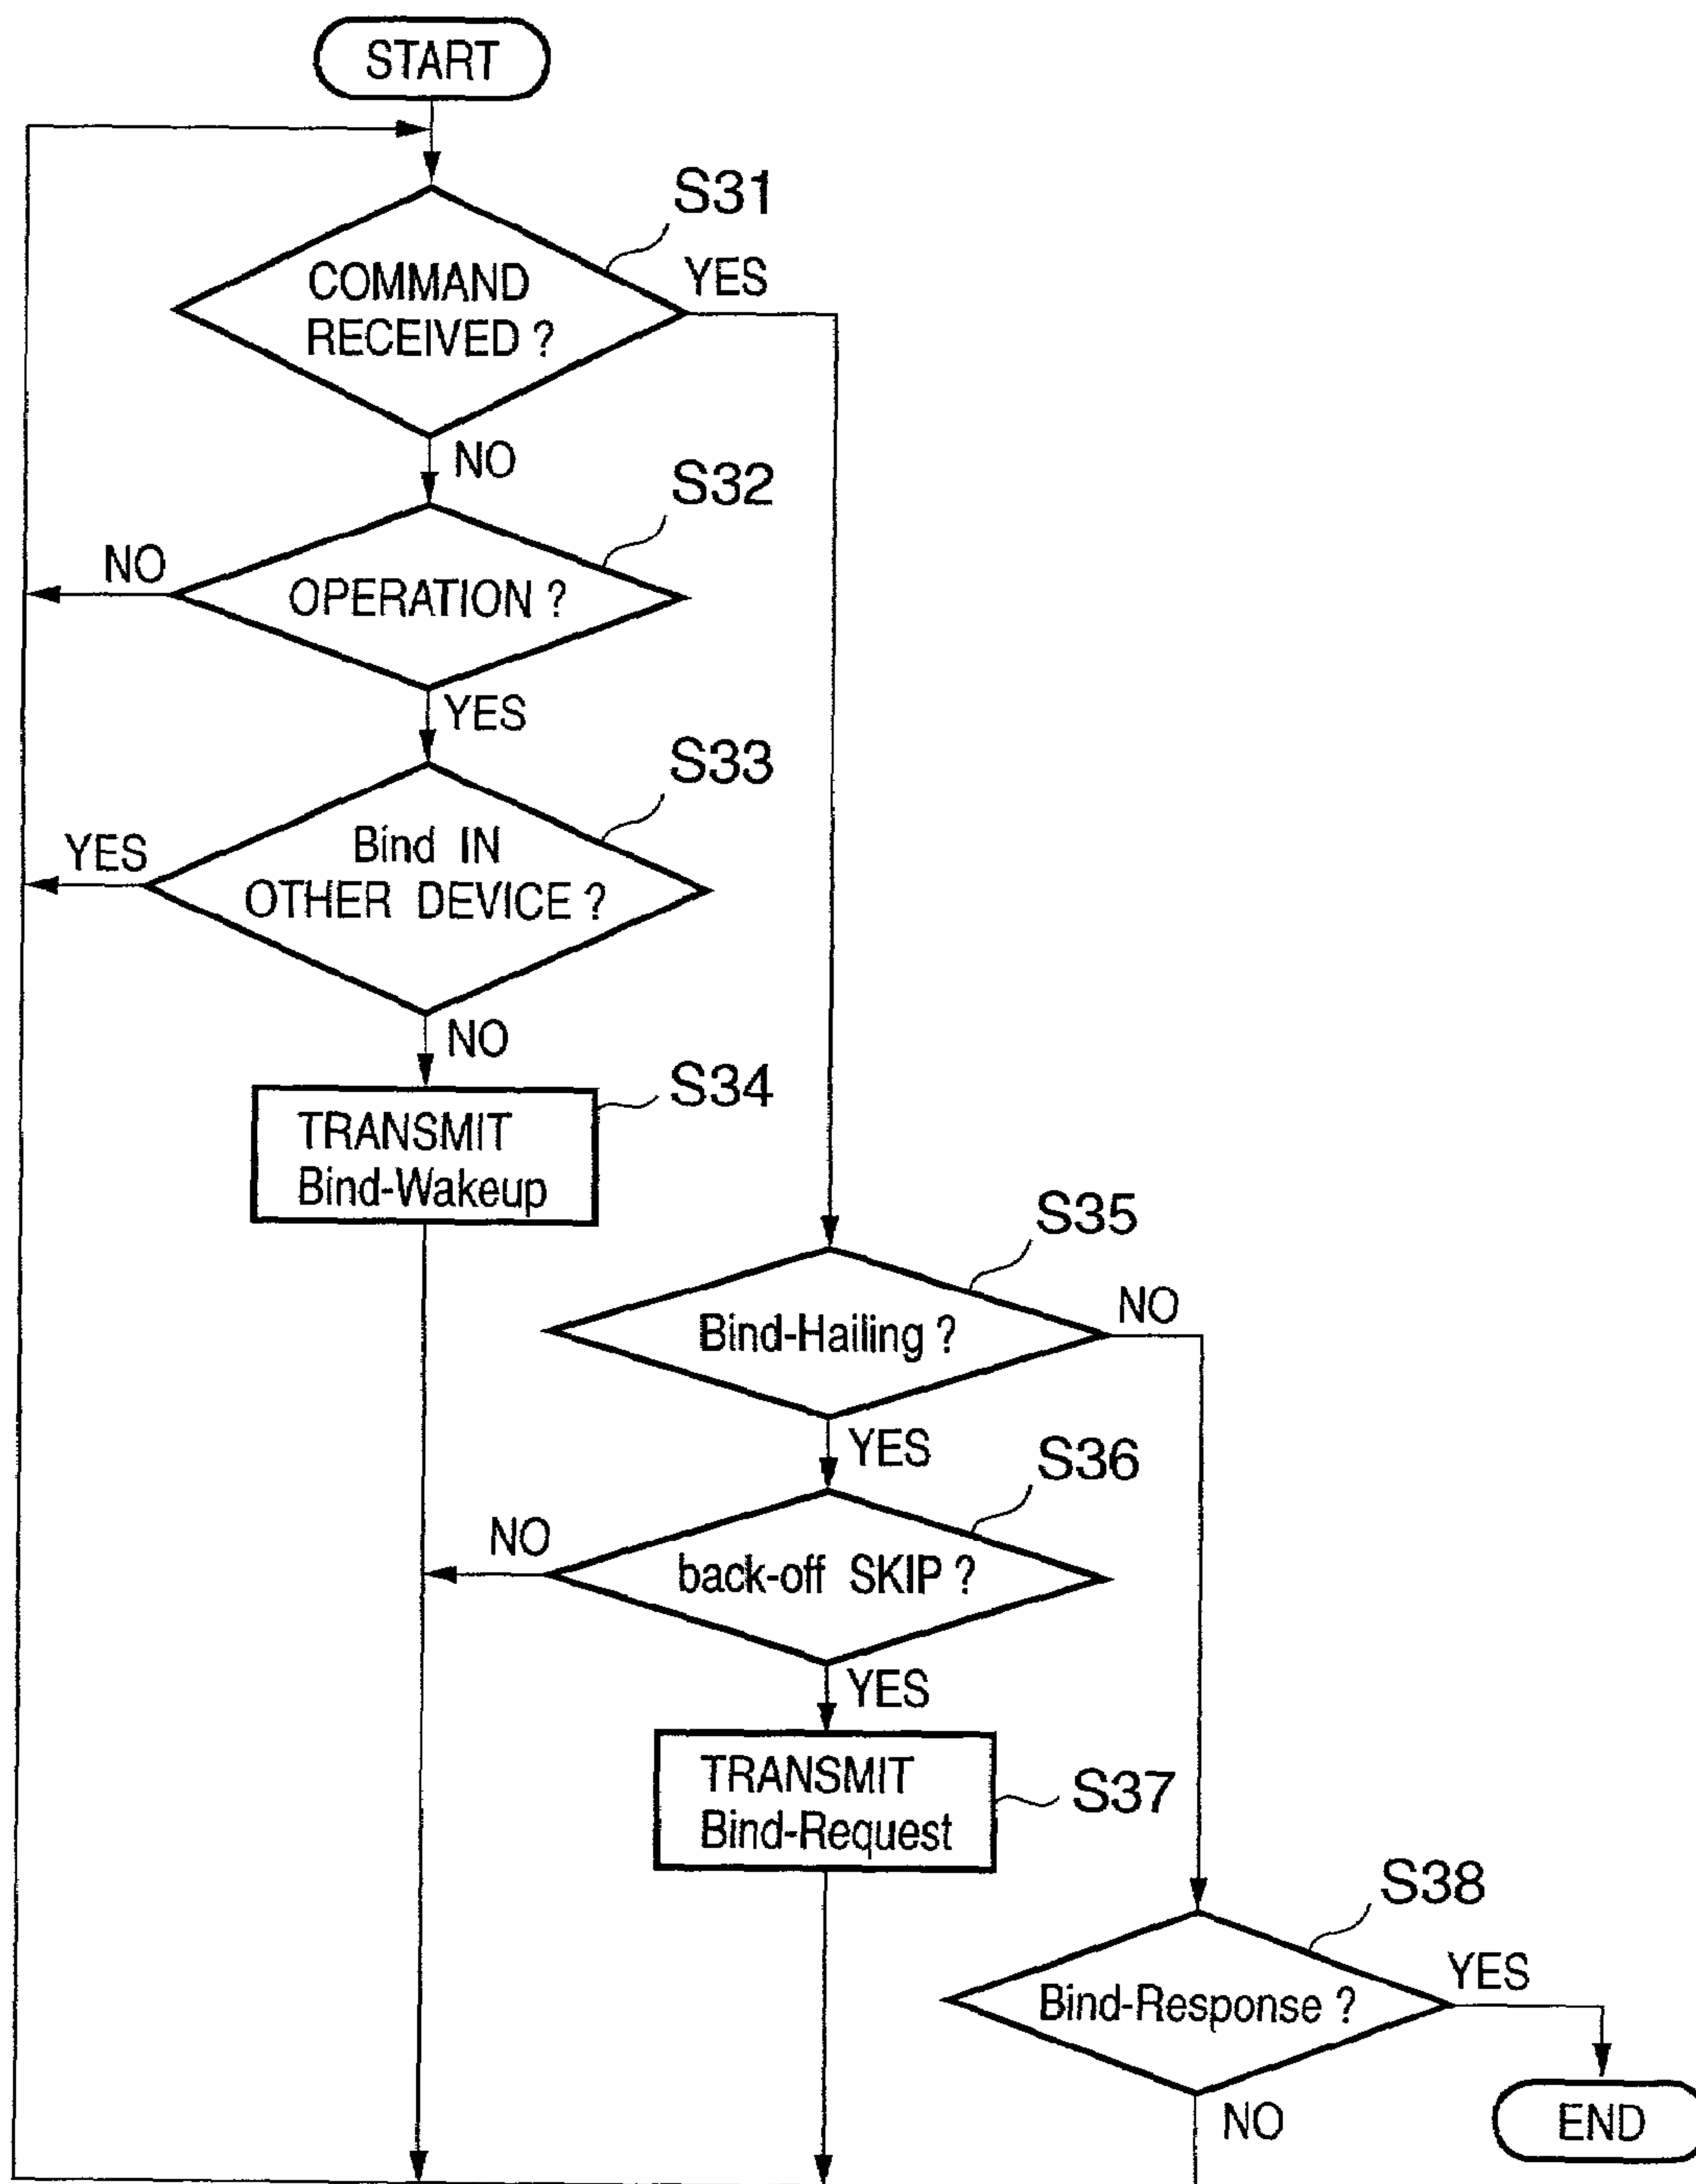 START
S31
COMMAND
RECEIVED ?
YES
NO
S32
NO
OPERATION ?
YES
S33
YES
Bind IN
OTHER DEVICE ?
NO
S34
TRANSMIT
Bind-Wakeup
S35
Bind-Hailing ?
NO
YES
S36
NO
back-off SKIP ?
YES
TRANSMIT
Bind-Request
S37
S38
Bind-Response ?
YES
NO
END